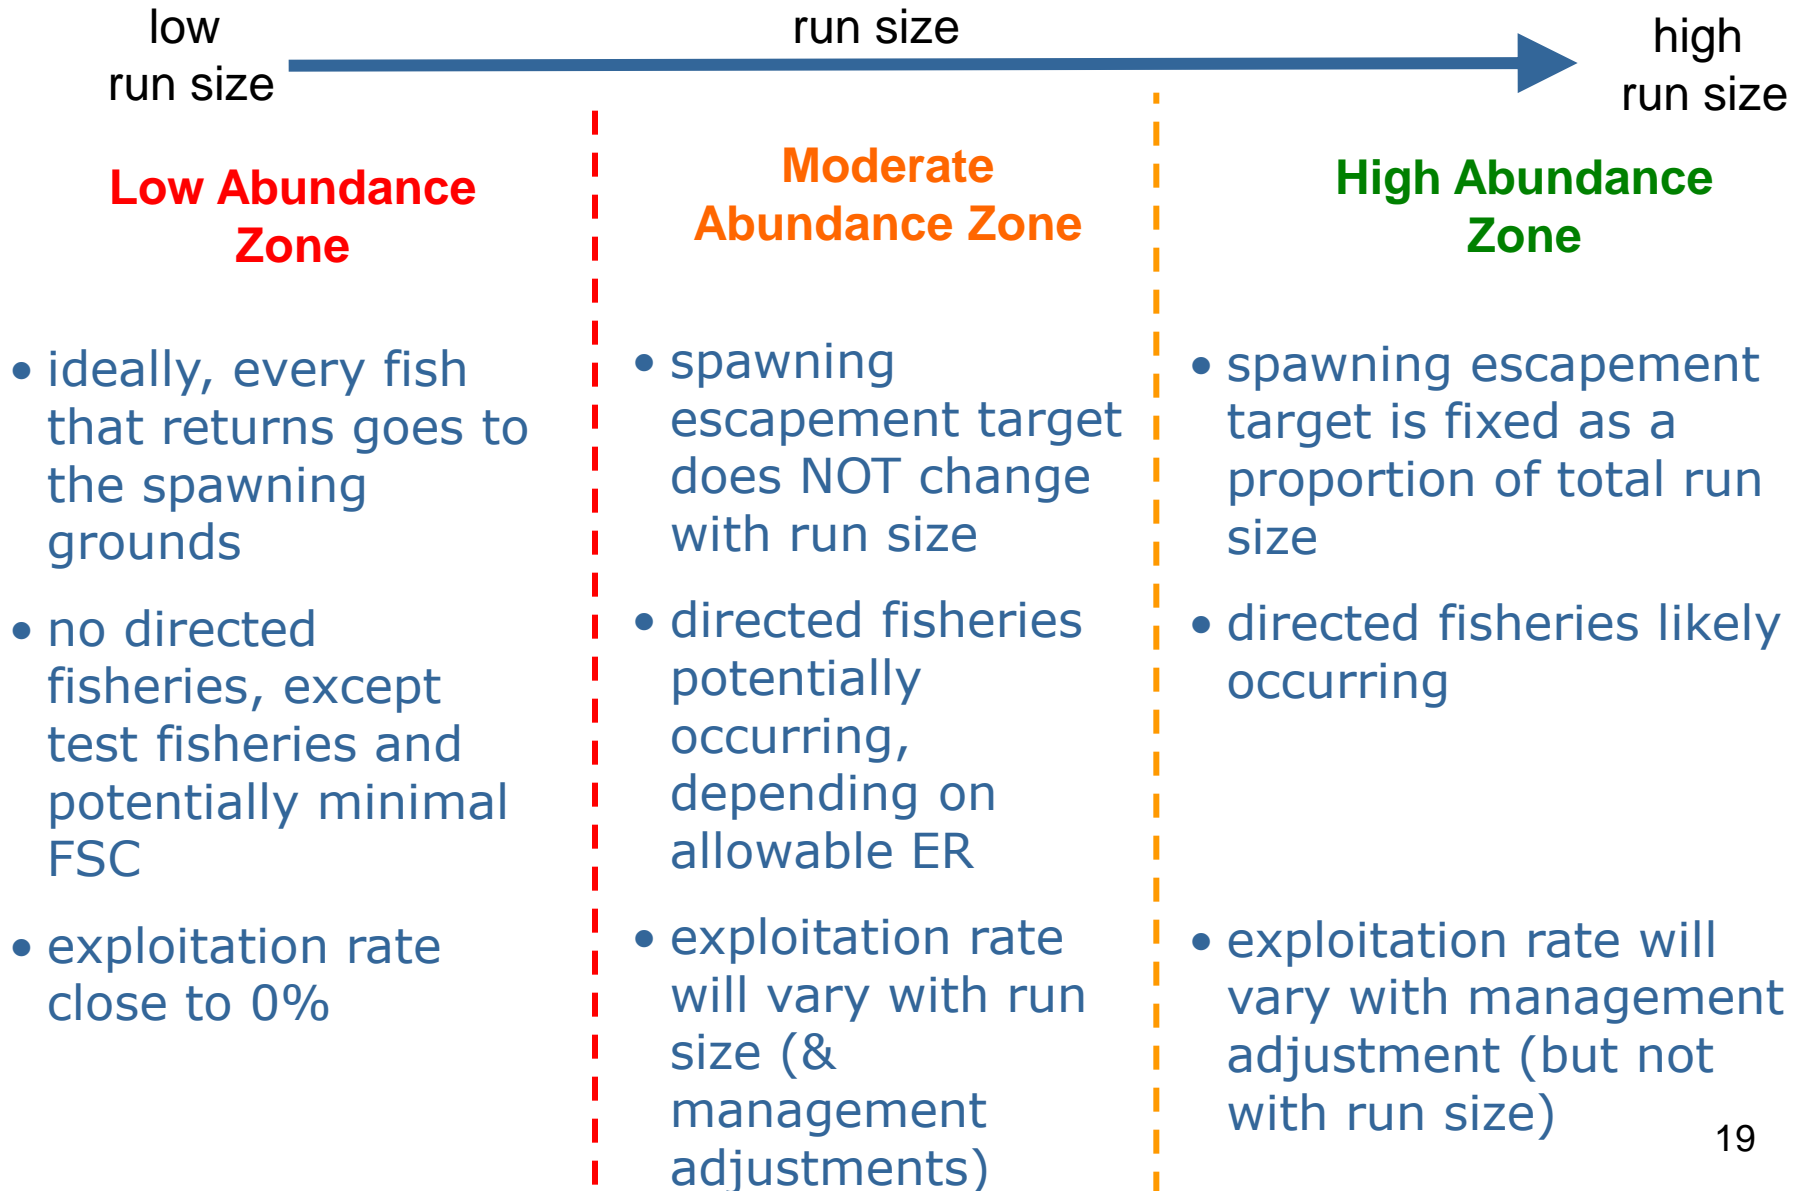 low
run size
run size
high
run size
Low Abundance
Zone
• ideally, every fish
that returns goes to
the spawning
grounds
• no directed
fisheries, except
test fisheries and
potentially minimal
FSC
• exploitation rate
close to 0%
Moderate
Abundance Zone
• spawning
escapement target
does NOT change
with run size
• directed fisheries
potentially
occurring,
depending on
allowable ER
• exploitation rate
will vary with run
size (&
management
adjustments)
High Abundance
Zone
• spawning escapement
target is fixed as a
proportion of total run
size
• directed fisheries likely
occurring
• exploitation rate will
vary with management
adjustment (but not
with run size)
19